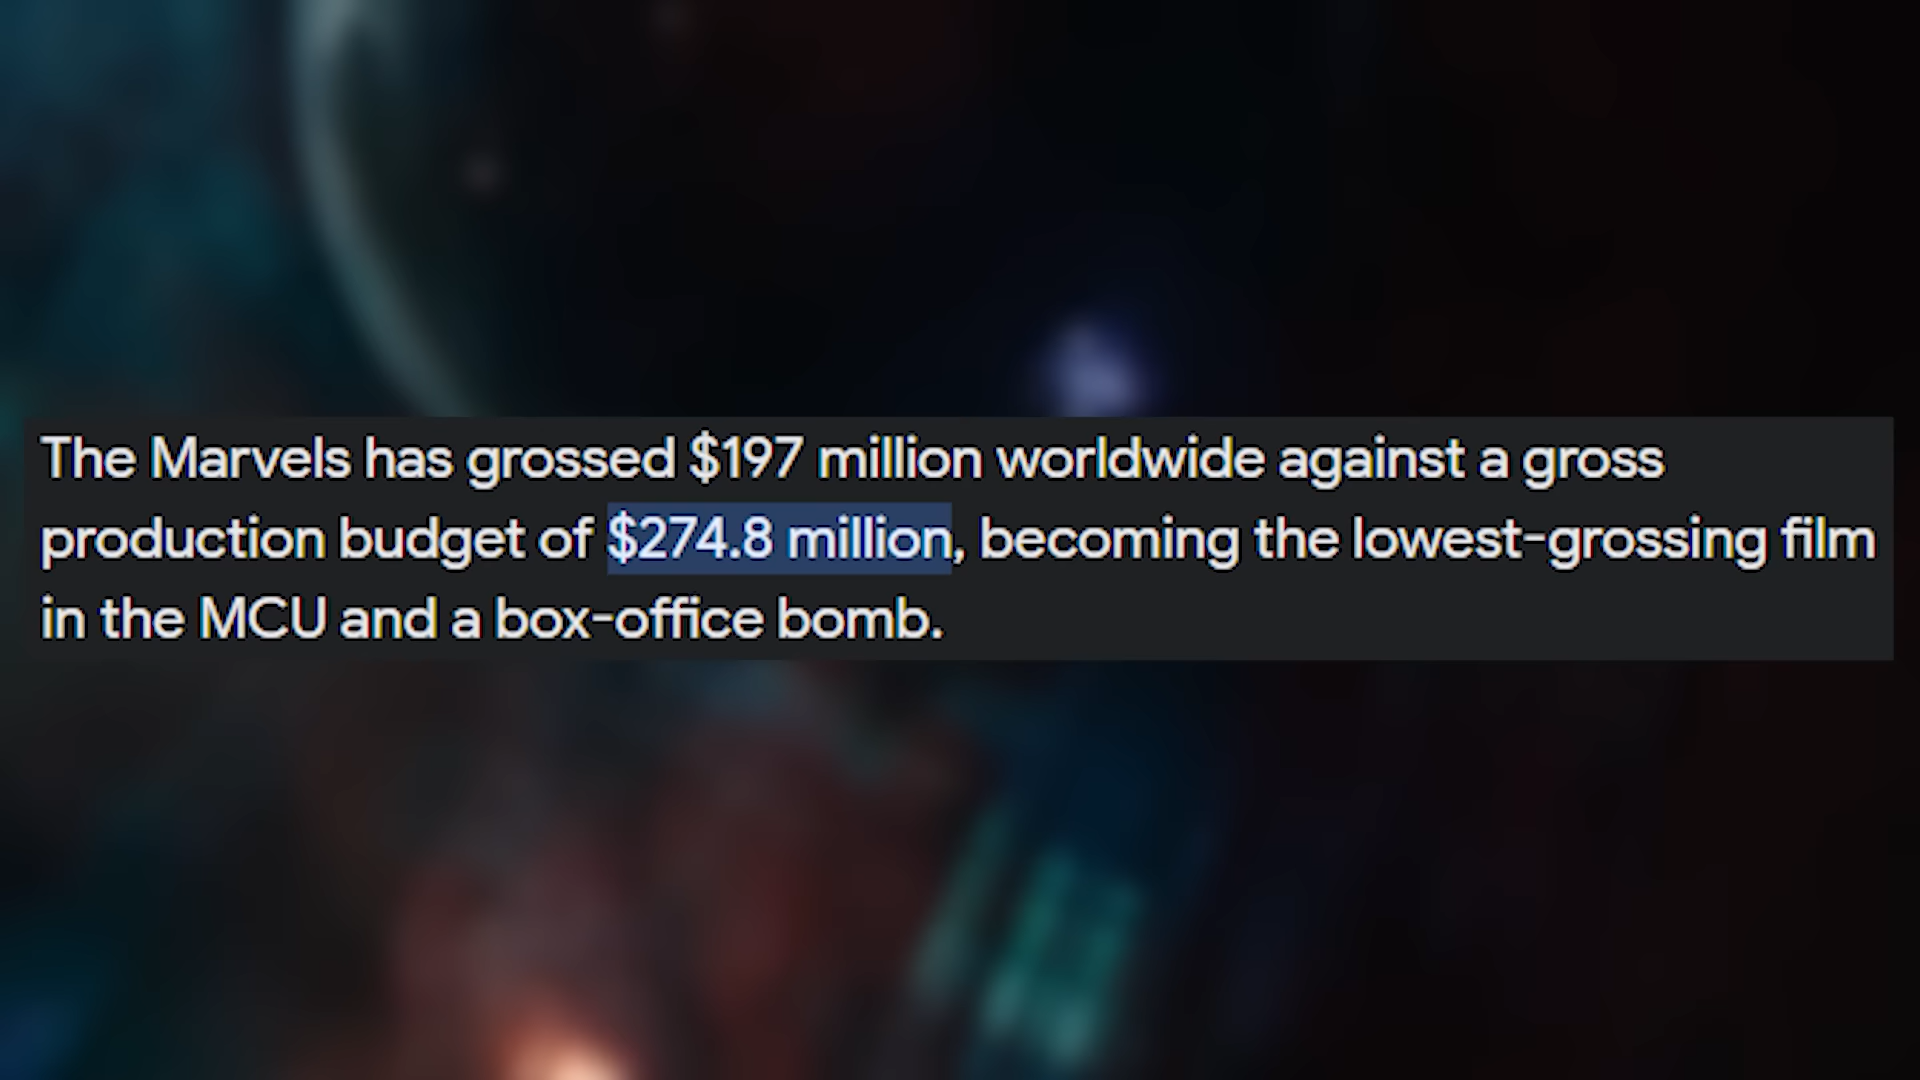 The Marvels has grossed $197 million worldwide against a gross
production budget of $274.8 million, becoming the lowest-grossing film
in the MCU and a box-office bomb.